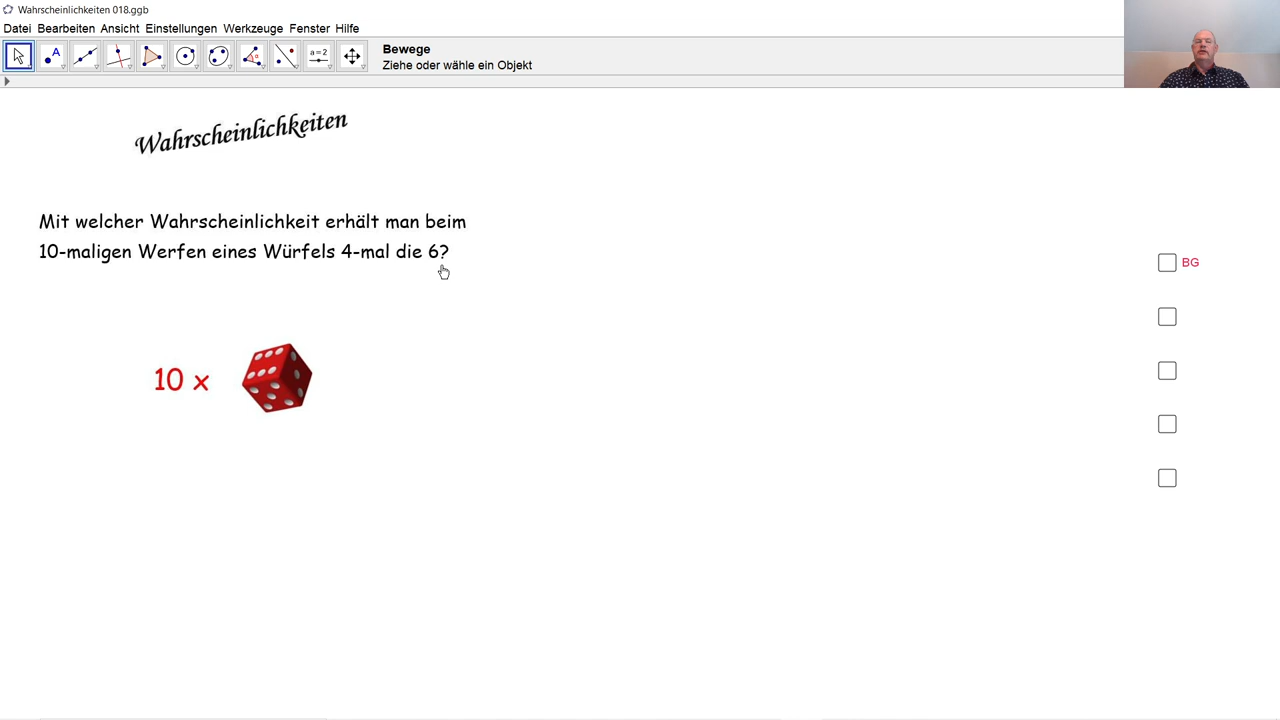 Wahrscheinlichkeiten 018.ggb
Datei Bearbeiten Ansicht Einstellungen Werkzeuge Fenster Hilfe
A
α
a=2
Bewege
Ziehe oder wähle ein Objekt
Wahrscheinlichkeiten
Mit welcher Wahrscheinlichkeit erhält man beim
10-maligen Werfen eines Würfels 4-mal die 6?
BG
10 x